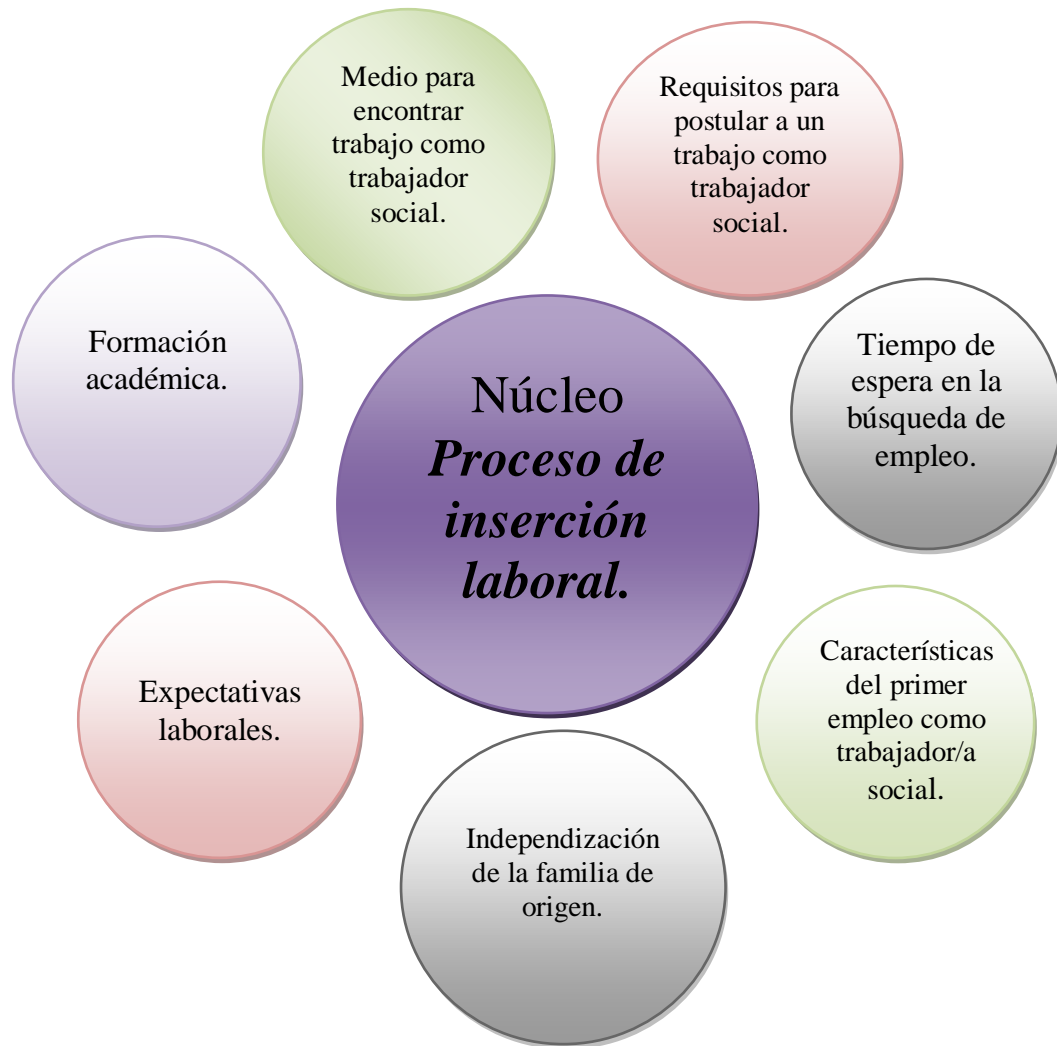 Medio para
encontrar
trabajo como
trabajador
social.
Requisitos para
postular a un
trabajo como
trabajador
social.
Formación
académica.
Núcleo
Proceso de
inserción
laboral.
Tiempo de
espera en la
búsqueda de
empleo.
Expectativas
laborales.
Características
del primer
empleo como
trabajador/a
social.
Independización
de la familia de
origen.